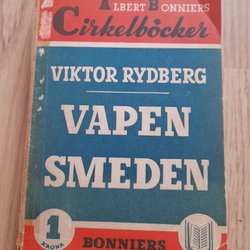 ALBERT BONNIERS
Cirkelböcker
VIKTOR RYDBERG
VAPEN
SMEDEN
1
KRONA
BONNIERS